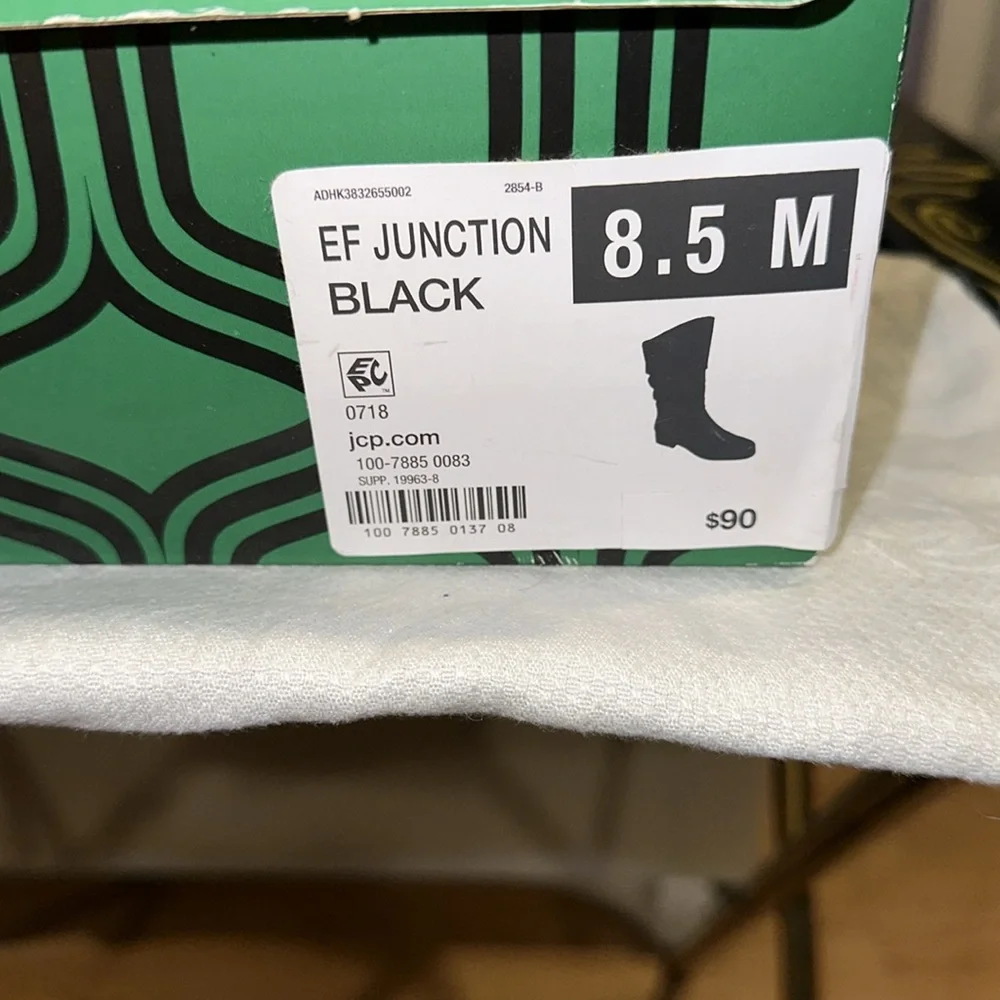 ADHK3832655002 2854-B
EF JUNCTION
BLACK
8.5 M
EPC™
0718
jcp.com
100-7885 0083
SUPP. 19963-8
100 7885 0137 08
$90